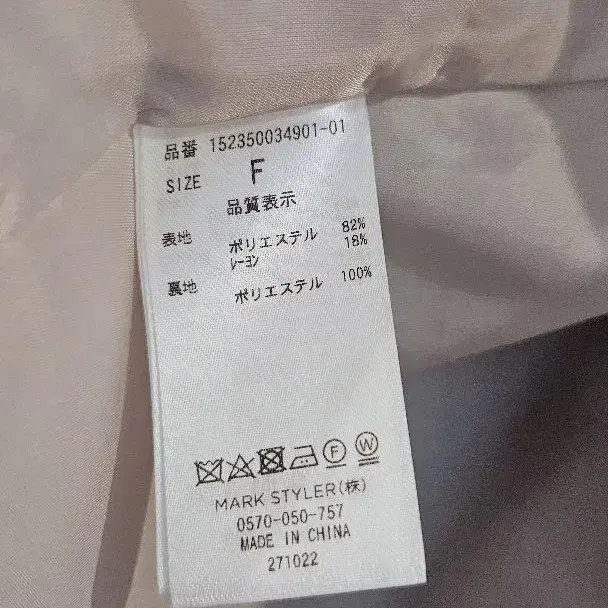 品番 152350034901-01
SIZE F
品質表示
表地 ポリエステル 82%
レーヨン 18%
裏地 ポリエステル 100%
F W
MARK STYLER(株)
0570-050-757
MADE IN CHINA
271022